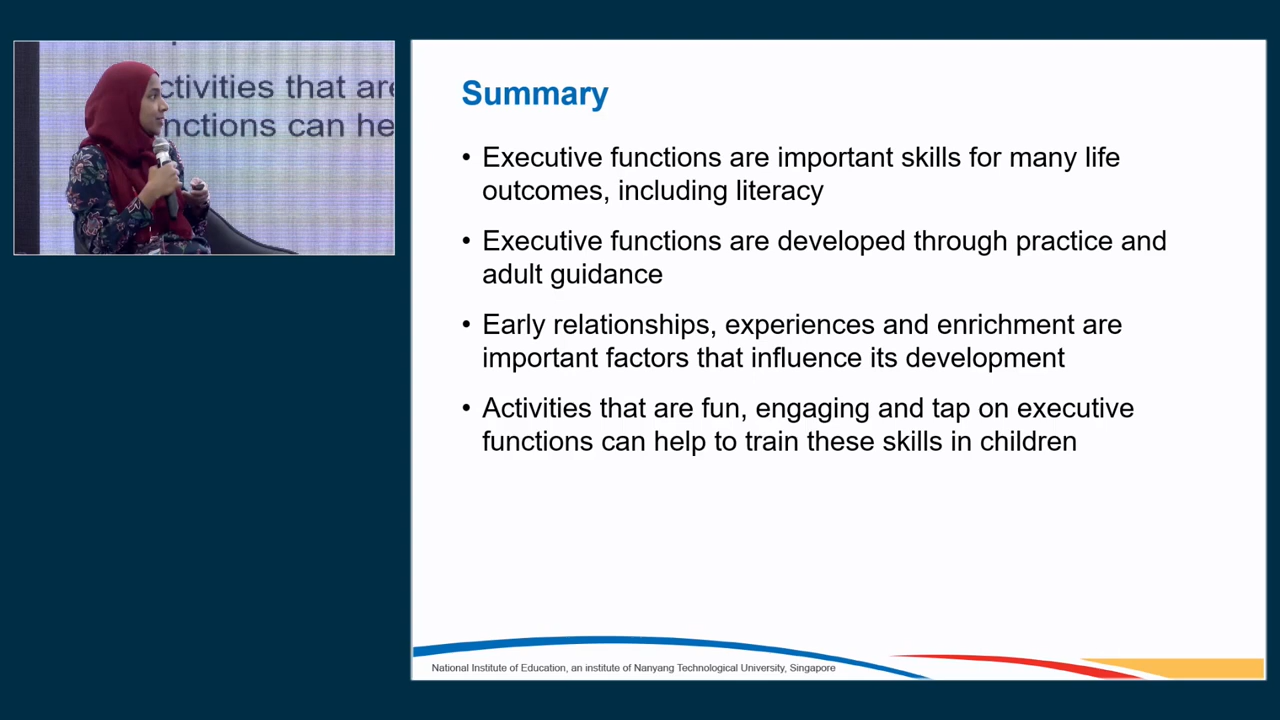 ctivities that are
nctions can he
Summary
• Executive functions are important skills for many life
outcomes, including literacy
• Executive functions are developed through practice and
adult guidance
• Early relationships, experiences and enrichment are
important factors that influence its development
• Activities that are fun, engaging and tap on executive
functions can help to train these skills in children
National Institute of Education, an institute of Nanyang Technological University, Singapore